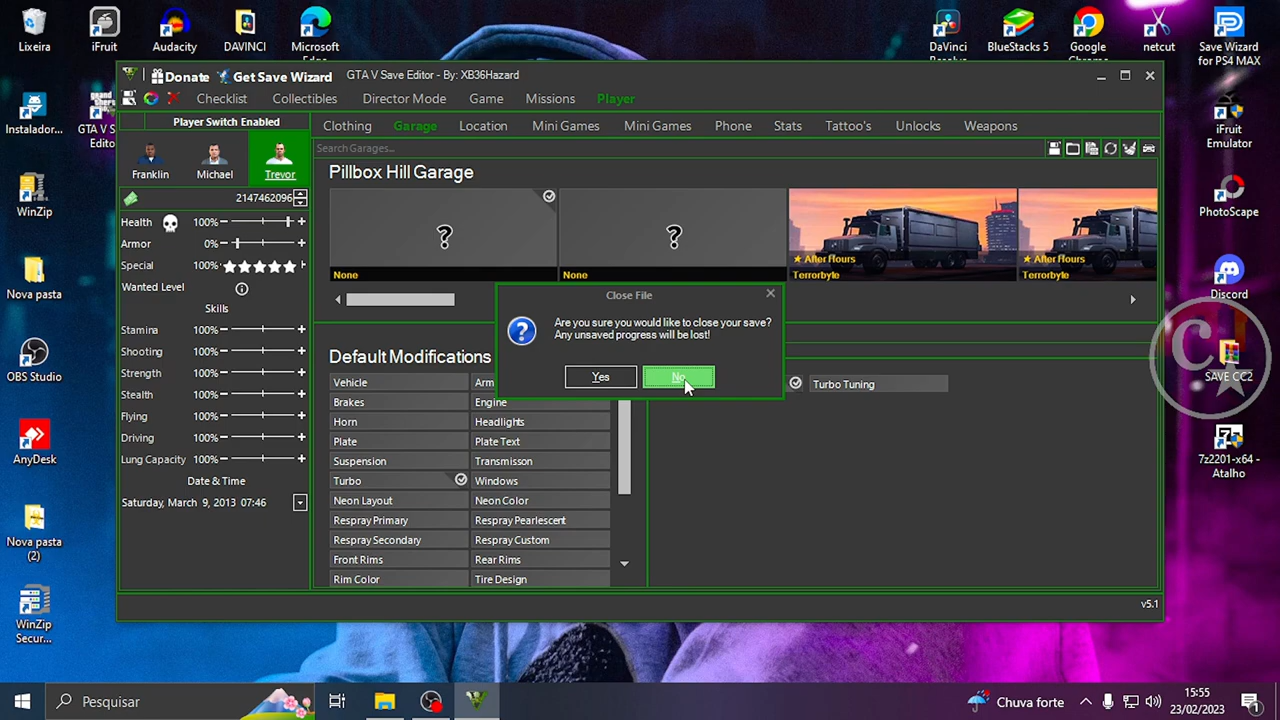 Lixeira
iFruit
Audacity
DAVINCI
Microsoft
Edge
DaVinci
Resolve
BlueStacks 5
Google
Chrome
netcut
Save Wizard
for PS4 MAX
Donate
Get Save Wizard
GTA V Save Editor - By: XB36Hazard
Checklist
Collectibles
Director Mode
Game
Missions
Player
Player Switch Enabled
Clothing
Garage
Location
Mini Games
Mini Games
Phone
Stats
Tattoo's
Unlocks
Weapons
Search Garages...
Franklin
Michael
Trevor
2147462096
Pillbox Hill Garage
?
None
?
None
After Hours
Terrorbyte
After Hours
Terrorbyte
Health
100%
Armor
0%
Special
100%
Wanted Level
Skills
Stamina
100%
Shooting
100%
Strength
100%
Stealth
100%
Flying
100%
Driving
100%
Lung Capacity
100%
Date & Time
Saturday, March 9, 2013 07:46
Close File
Are you sure you would like to close your save?
Any unsaved progress will be lost!
Yes
No
Default Modifications
Vehicle
Brakes
Engine
Horn
Headlights
Plate
Plate Text
Suspension
Transmisson
Turbo
Windows
Neon Layout
Neon Color
Respray Primary
Respray Pearlescent
Respray Secondary
Respray Custom
Front Rims
Rear Rims
Rim Color
Tire Design
Turbo Tuning
v5.1
Instalador...
GTA V S
Edito
WinZip
Nova pasta
OBS Studio
AnyDesk
Nova pasta
(2)
WinZip
Secur...
iFruit
Emulator
PhotoScape
Discord
C
SAVE CC2
7z2201-x64 -
Atalho
Pesquisar
Chuva forte
15:55
23/02/2023
1